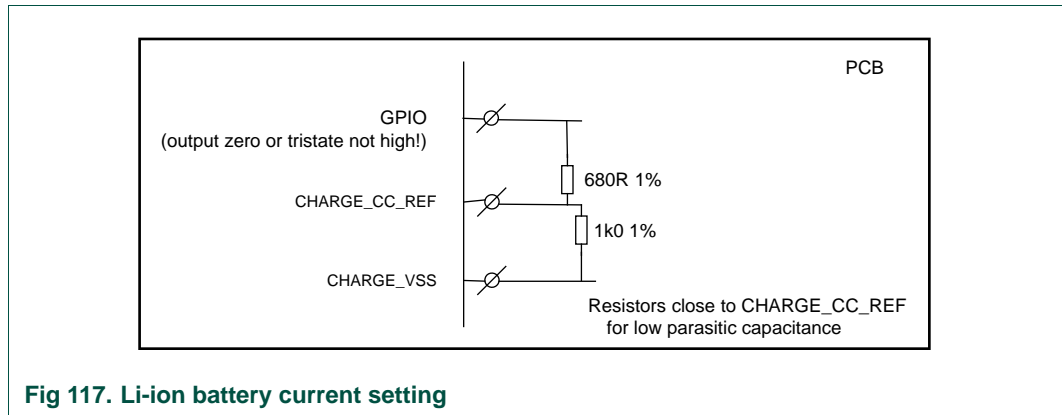 PCB
GPIO
(output zero or tristate not high!)
680R 1%
CHARGE_CC_REF
1k0 1%
CHARGE_VSS
Resistors close to CHARGE_CC_REF
for low parasitic capacitance
Fig 117. Li-ion battery current setting